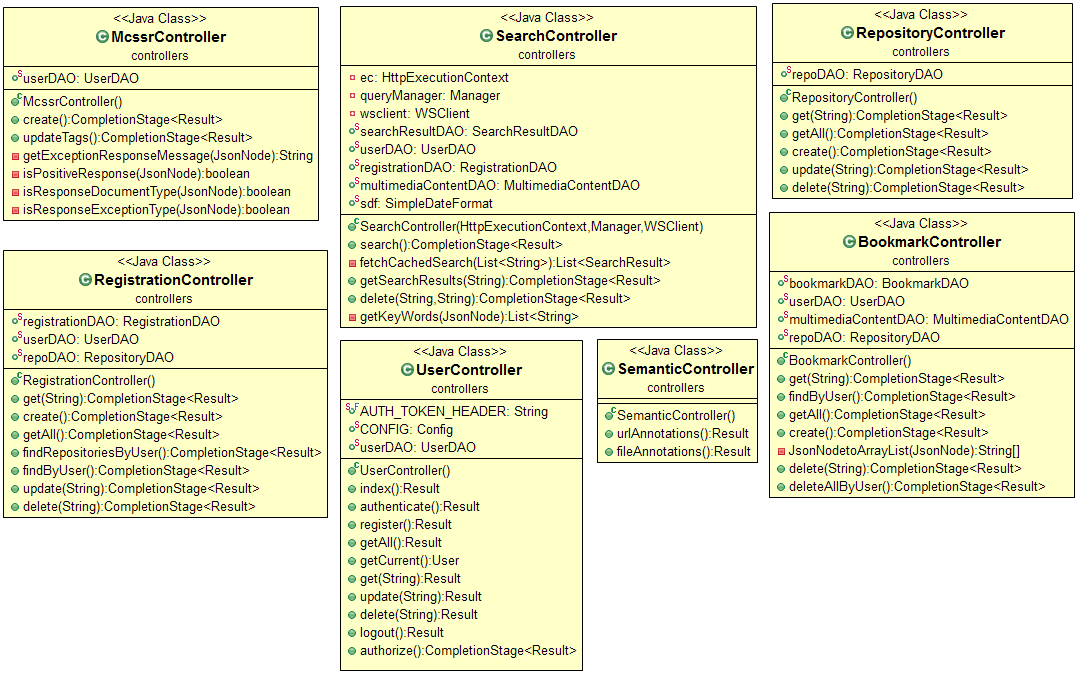 <<Java Class>>
McssrController
controllers
userDAO: UserDAO
McssrController()
create():CompletionStage<Result>
updateTags():CompletionStage<Result>
getExceptionResponseMessage(JsonNode):String
isPositiveResponse(JsonNode):boolean
isResponseDocumentType(JsonNode):boolean
isResponseExceptionType(JsonNode):boolean
<<Java Class>>
SearchController
controllers
ec: HttpExecutionContext
queryManager: Manager
wsclient: WSClient
searchResultDAO: SearchResultDAO
userDAO: UserDAO
registrationDAO: RegistrationDAO
multimediaContentDAO: MultimediaContentDAO
sdf: SimpleDateFormat
SearchController(HttpExecutionContext,Manager,WSClient)
search():CompletionStage<Result>
fetchCachedSearch(List<String>):List<SearchResult>
getSearchResults(String):CompletionStage<Result>
delete(String,String):CompletionStage<Result>
getKeyWords(JsonNode):List<String>
<<Java Class>>
RepositoryController
controllers
repoDAO: RepositoryDAO
RepositoryController()
get(String):CompletionStage<Result>
getAll():CompletionStage<Result>
create():CompletionStage<Result>
update(String):CompletionStage<Result>
delete(String):CompletionStage<Result>
<<Java Class>>
RegistrationController
controllers
registrationDAO: RegistrationDAO
userDAO: UserDAO
repoDAO: RepositoryDAO
RegistrationController()
get(String):CompletionStage<Result>
create():CompletionStage<Result>
getAll():CompletionStage<Result>
findRepositoriesByUser():CompletionStage<Result>
findByUser():CompletionStage<Result>
update(String):CompletionStage<Result>
delete(String):CompletionStage<Result>
<<Java Class>>
UserController
controllers
AUTH_TOKEN_HEADER: String
CONFIG: Config
userDAO: UserDAO
UserController()
index():Result
authenticate():Result
register():Result
getAll():Result
getCurrent():User
get(String):Result
update(String):Result
delete(String):Result
logout():Result
authorize():CompletionStage<Result>
<<Java Class>>
SemanticController
controllers
SemanticController()
urlAnnotations():Result
fileAnnotations():Result
<<Java Class>>
BookmarkController
controllers
bookmarkDAO: BookmarkDAO
userDAO: UserDAO
multimediaContentDAO: MultimediaContentDAO
repoDAO: RepositoryDAO
BookmarkController()
get(String):CompletionStage<Result>
findByUser():CompletionStage<Result>
getAll():CompletionStage<Result>
create():CompletionStage<Result>
JsonNodetoArrayList(JsonNode):String[]
delete(String):CompletionStage<Result>
deleteAllByUser():CompletionStage<Result>